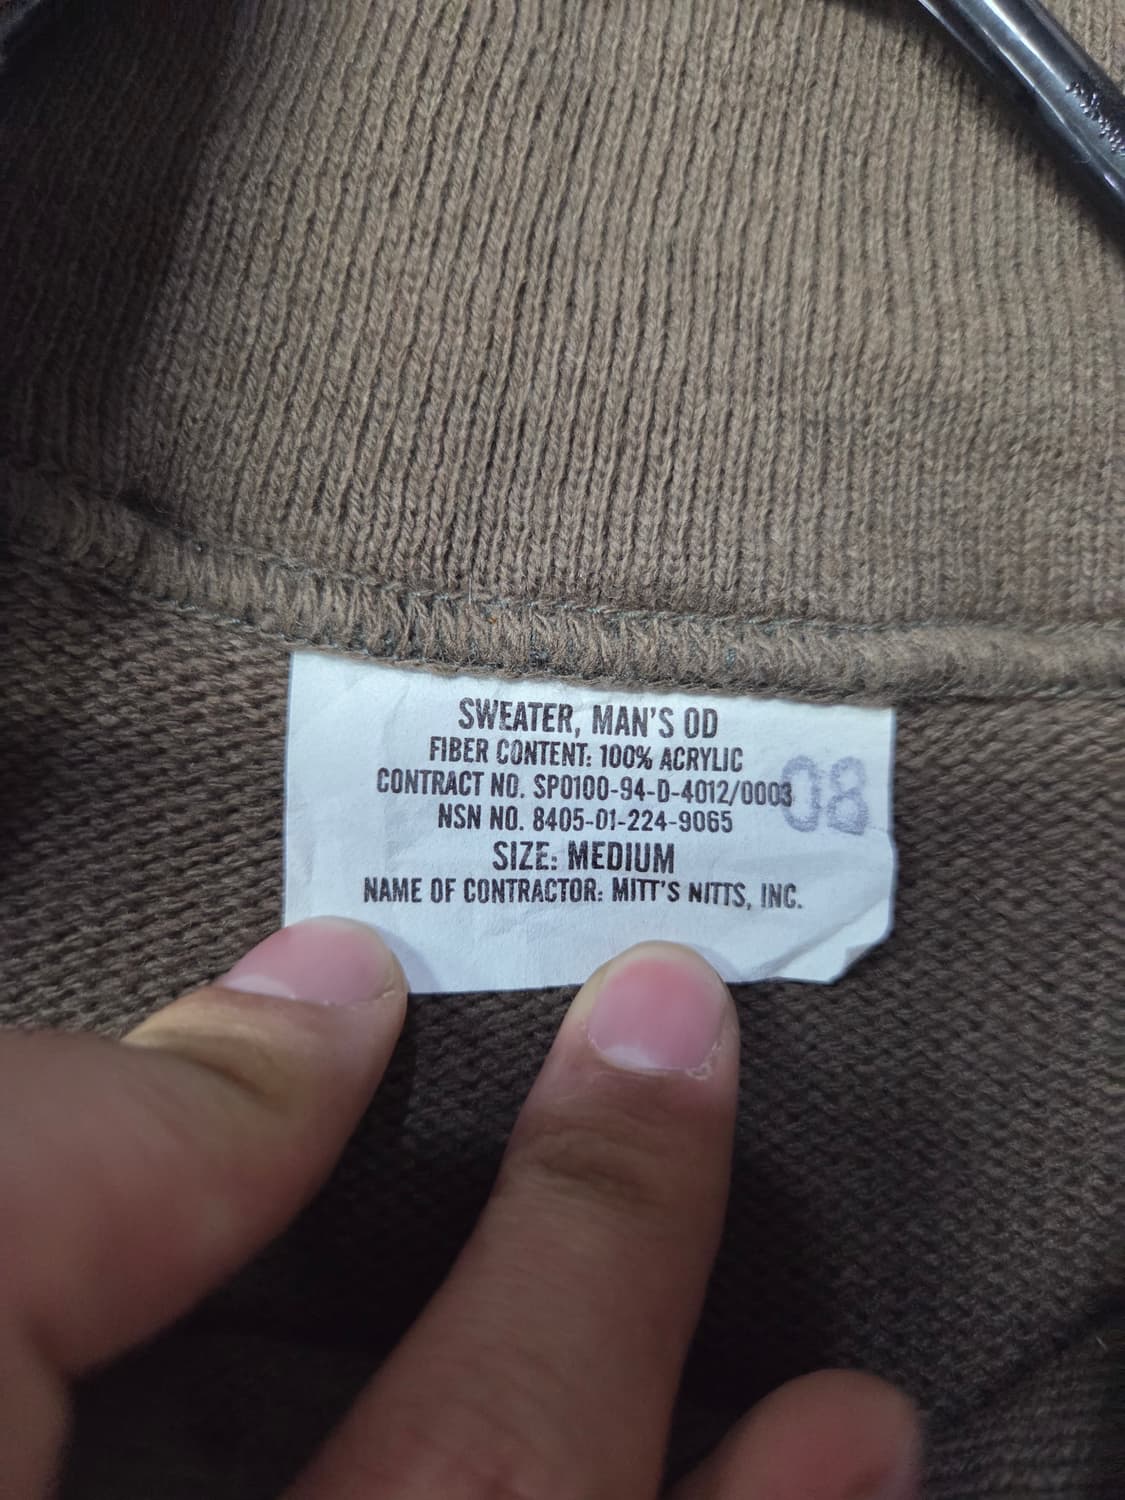 SWEATER, MAN'S OD
FIBER CONTENT: 100% ACRYLIC
CONTRACT NO. SP0100-94-D-4012/0003
08
NSN NO. 8405-01-224-9065
SIZE: MEDIUM
NAME OF CONTRACTOR: MITT'S NITTS, INC.